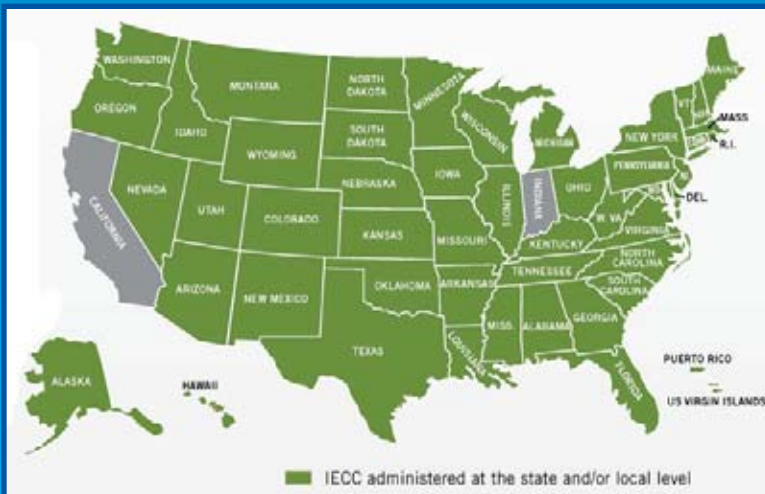 WASHINGTON
OREGON
CALIFORNIA
NEVADA
IDAHO
MUNTANA
WYOMING
UTAH
COLORADO
ARIZONA
NEW MEXICO
NORTH
DAKOTA
SOUTH
DAKOTA
NEBRASKA
KANSAS
OKLAHOMA
TEXAS
MINNESOTA
IOWA
MISSOURI
ARKANSAS
LOUISIANA
WISCONSIN
ILLINOIS
MICHIGAN
INDIANA
OHIO
KENTUCKY
TENNESSEE
MISS.
ALABAMA
GEORGIA
FLORIDA
SOUTH
CAROLINA
NORTH
CAROLINA
VIRGINIA
W VA
PENNSYLVANIA
NEW YORK
VT
MAINE
MASS
R.I.
DEL.
ALASKA
HAWAII
PUERTO RICO
US VIRGIN ISLANDS
IECC administered at the state and/or local level